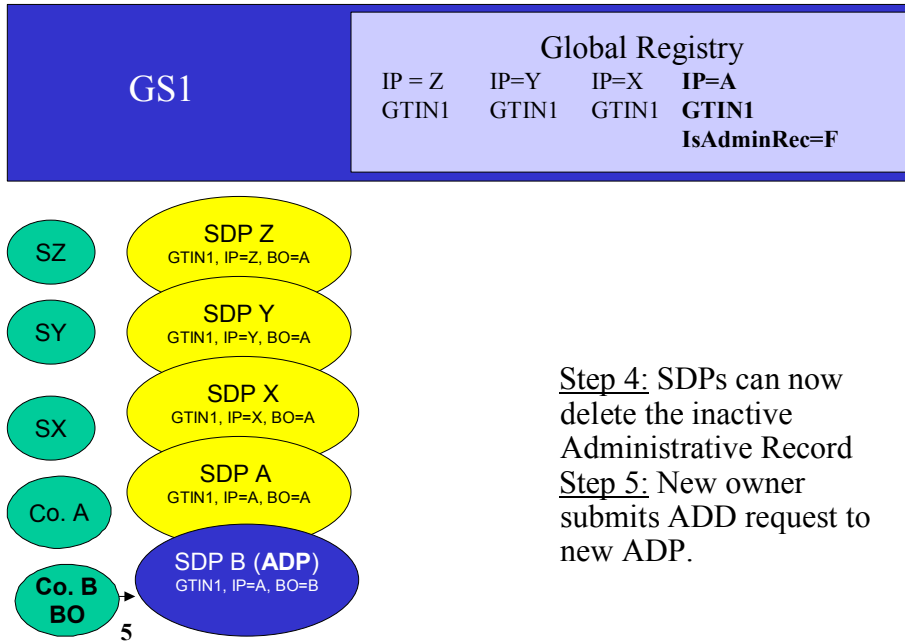 GS1
Global Registry
IP = Z IP=Y IP=X IP=A
GTIN1 GTIN1 GTIN1 GTIN1
IsAdminRec=F
SZ
SDP Z
GTIN1, IP=Z, BO=A
SY
SDP Y
GTIN1, IP=Y, BO=A
SX
SDP X
GTIN1, IP=X, BO=A
Co. A
SDP A
GTIN1, IP=A, BO=A
Co. B
BO
5
SDP B (ADP)
GTIN1, IP=A, BO=B
Step 4: SDPs can now
delete the inactive
Administrative Record
Step 5: New owner
submits ADD request to
new ADP.